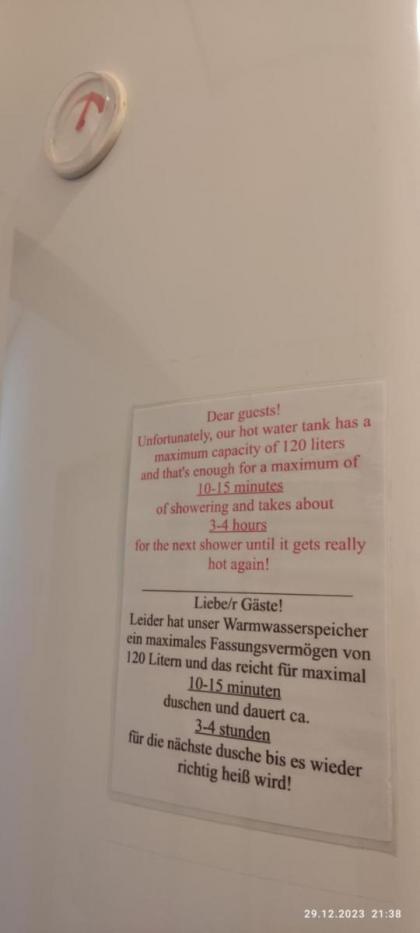 Dear guests!
Unfortunately, our hot water tank has a
maximum capacity of 120 liters
and that's enough for a maximum of
10-15 minutes
of showering and takes about
3-4 hours
for the next shower until it gets really
hot again!
Liebe/r Gäste!
Leider hat unser Warmwasserspeicher
ein maximales Fassungsvermögen von
120 Litern und das reicht für maximal
10-15 minuten
duschen und dauert ca.
3-4 stunden
für die nächste dusche bis es wieder
richtig heiß wird!
29.12.2023 21:38